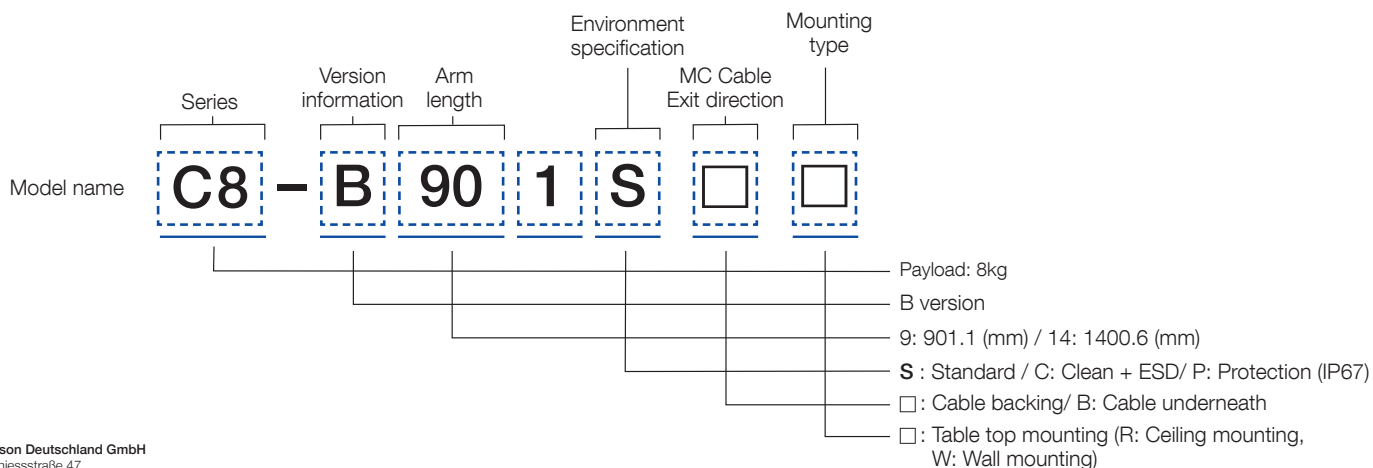 Environment
specification
Mounting
type
Version
information
Arm
length
MC Cable
Exit direction
Series
Model name
C8 – B 90 1 S □ □
Payload: 8kg
B version
9: 901.1 (mm) / 14: 1400.6 (mm)
S : Standard / C: Clean + ESD/ P: Protection (IP67)
□ : Cable backing/ B: Cable underneath
□ : Table top mounting (R: Ceiling mounting,
W: Wall mounting)
son Deutschland GmbH
47